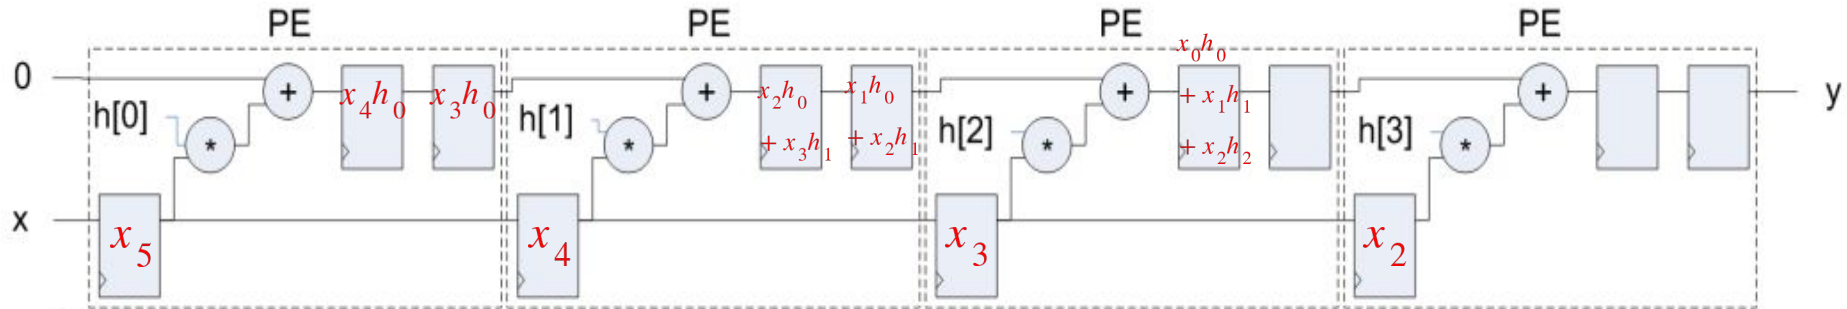 PE PE PE PE
0
h[0]
*
+
x₄h₀
x₃h₀
x
x₅
h[1]
*
+
x₂h₀
+ x₃h₁
x₁h₀
+ x₂h₁
x₄
h[2]
*
+
x₀h₀
+ x₁h₁
+ x₂h₂
x₃
h[3]
*
+
x₂
y